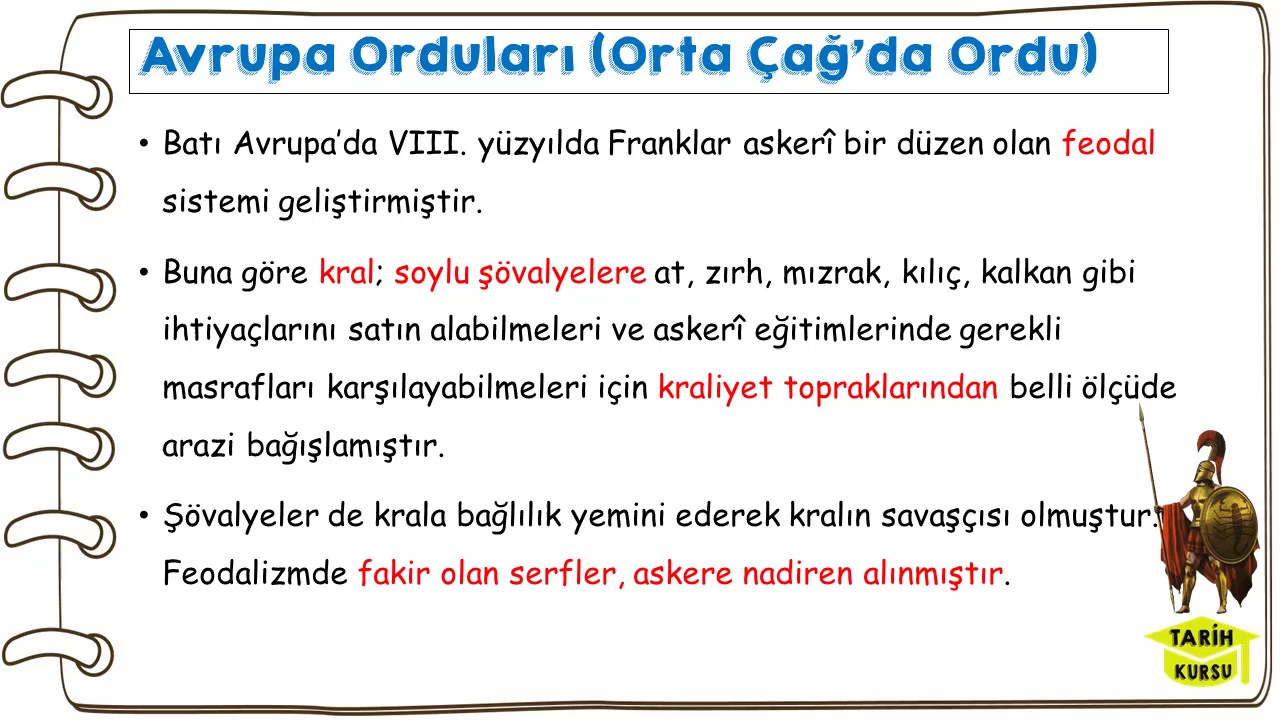 Avrupa Orduları (Orta Çağ’da Ordu)
• Batı Avrupa’da VIII. yüzyılda Franklar askerî bir düzen olan feodal
sistemi geliştirmiştir.
• Buna göre kral; soylu şövalyelere at, zırh, mızrak, kılıç, kalkan gibi
ihtiyaçlarını satın alabilmeleri ve askerî eğitimlerinde gerekli
masrafları karşılayabilmeleri için kraliyet topraklarından belli ölçüde
arazi bağışlamıştır.
• Şövalyeler de krala bağlılık yemini ederek kralın savaşçısı olmuştur.
Feodalizmde fakir olan serfler, askere nadiren alınmıştır.
TARİH
KURSU